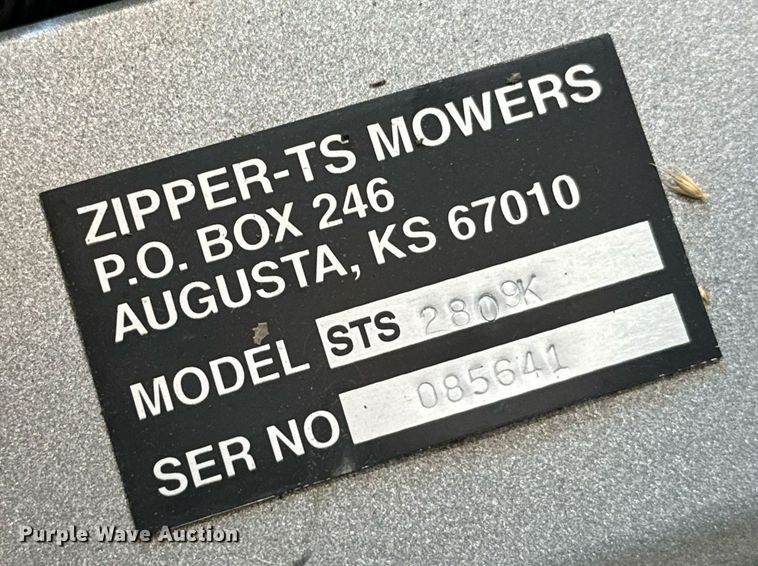 ZIPPER-TS MOWERS
P.O. BOX 246
AUGUSTA, KS 67010
MODEL STS 2809K
SER NO 085641
Purple Wave Auction